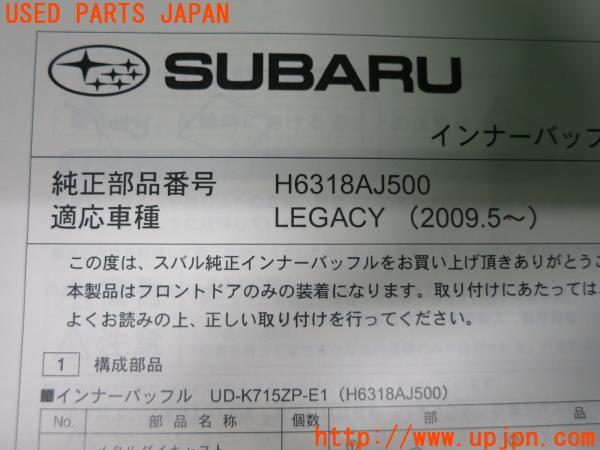 USED PARTS JAPAN
SUBARU
インナーバッフ
純正部品番号 H6318AJ500
適応車種 LEGACY (2009.5~)
この度は、スバル純正インナーバッフルをお買い上げ頂きありがとうご
本製品はフロントドアのみの装着になります。取り付けにあたっては、
よくお読みの上、正しい取り付けを行ってください。
1 構成部品
■インナーバッフル UD-K715ZP-E1 (H6318AJ500)
No. 部品名称 個数 部 品
http://www.upjpn.com/